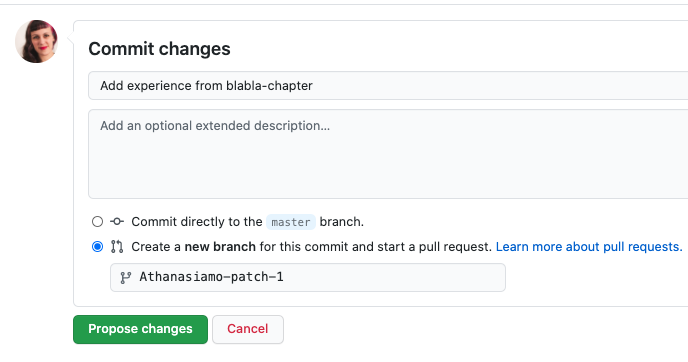 Commit changes
Add experience from blabla-chapter
Add an optional extended description...
Commit directly to the master branch.
Create a new branch for this commit and start a pull request. Learn more about pull requests.
Athanasiamo-patch-1
Propose changes Cancel